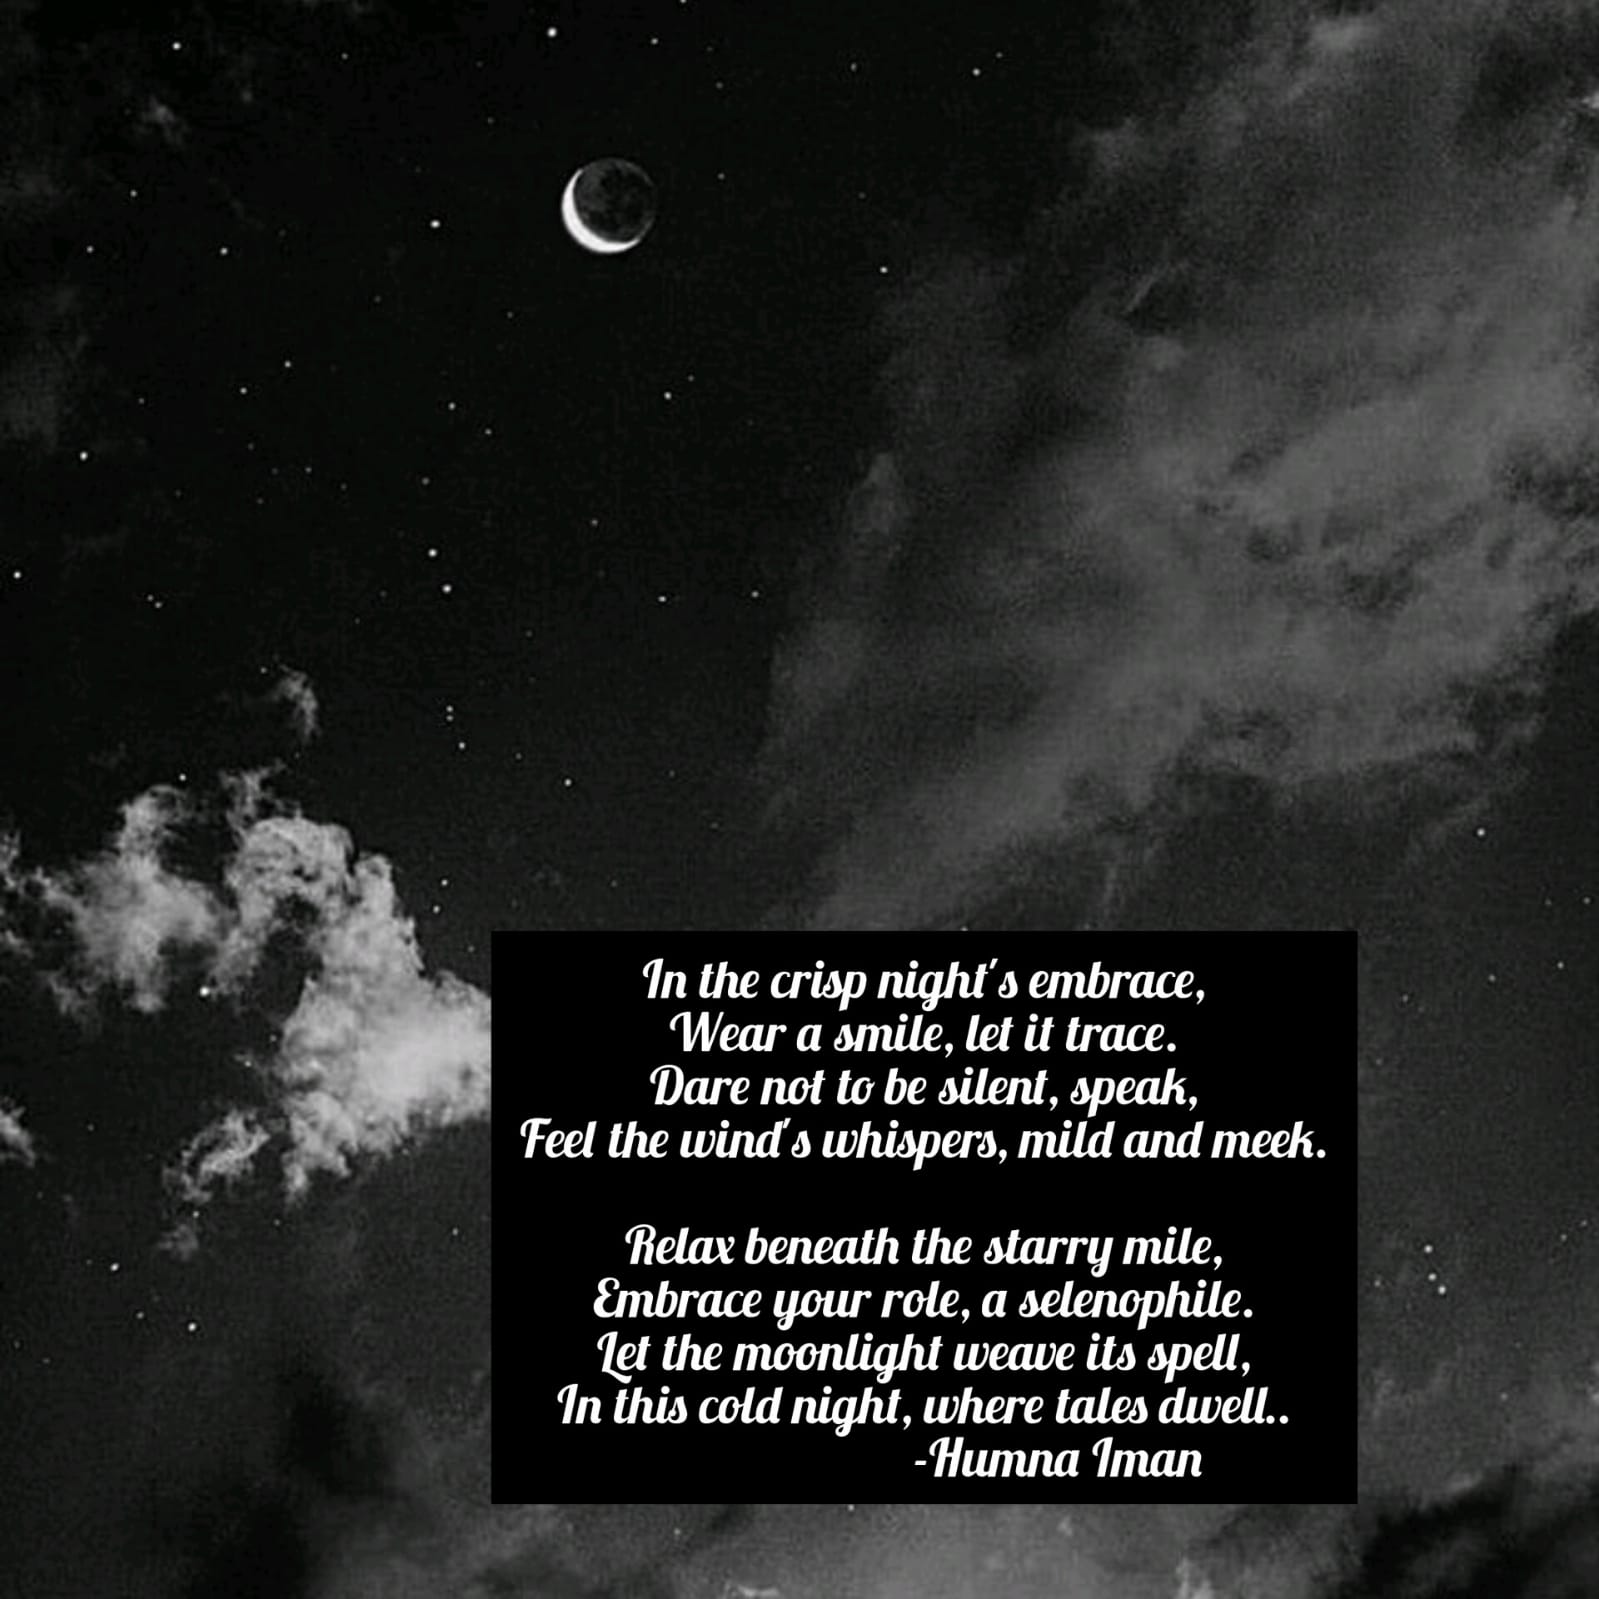 In the crisp night's embrace,
Wear a smile, let it trace.
Dare not to be silent, speak,
Feel the wind's whispers, mild and meek.
Relax beneath the starry mile,
Embrace your role, a selenophile.
Let the moonlight weave its spell,
In this cold night, where tales dwell..
-Humna Iman